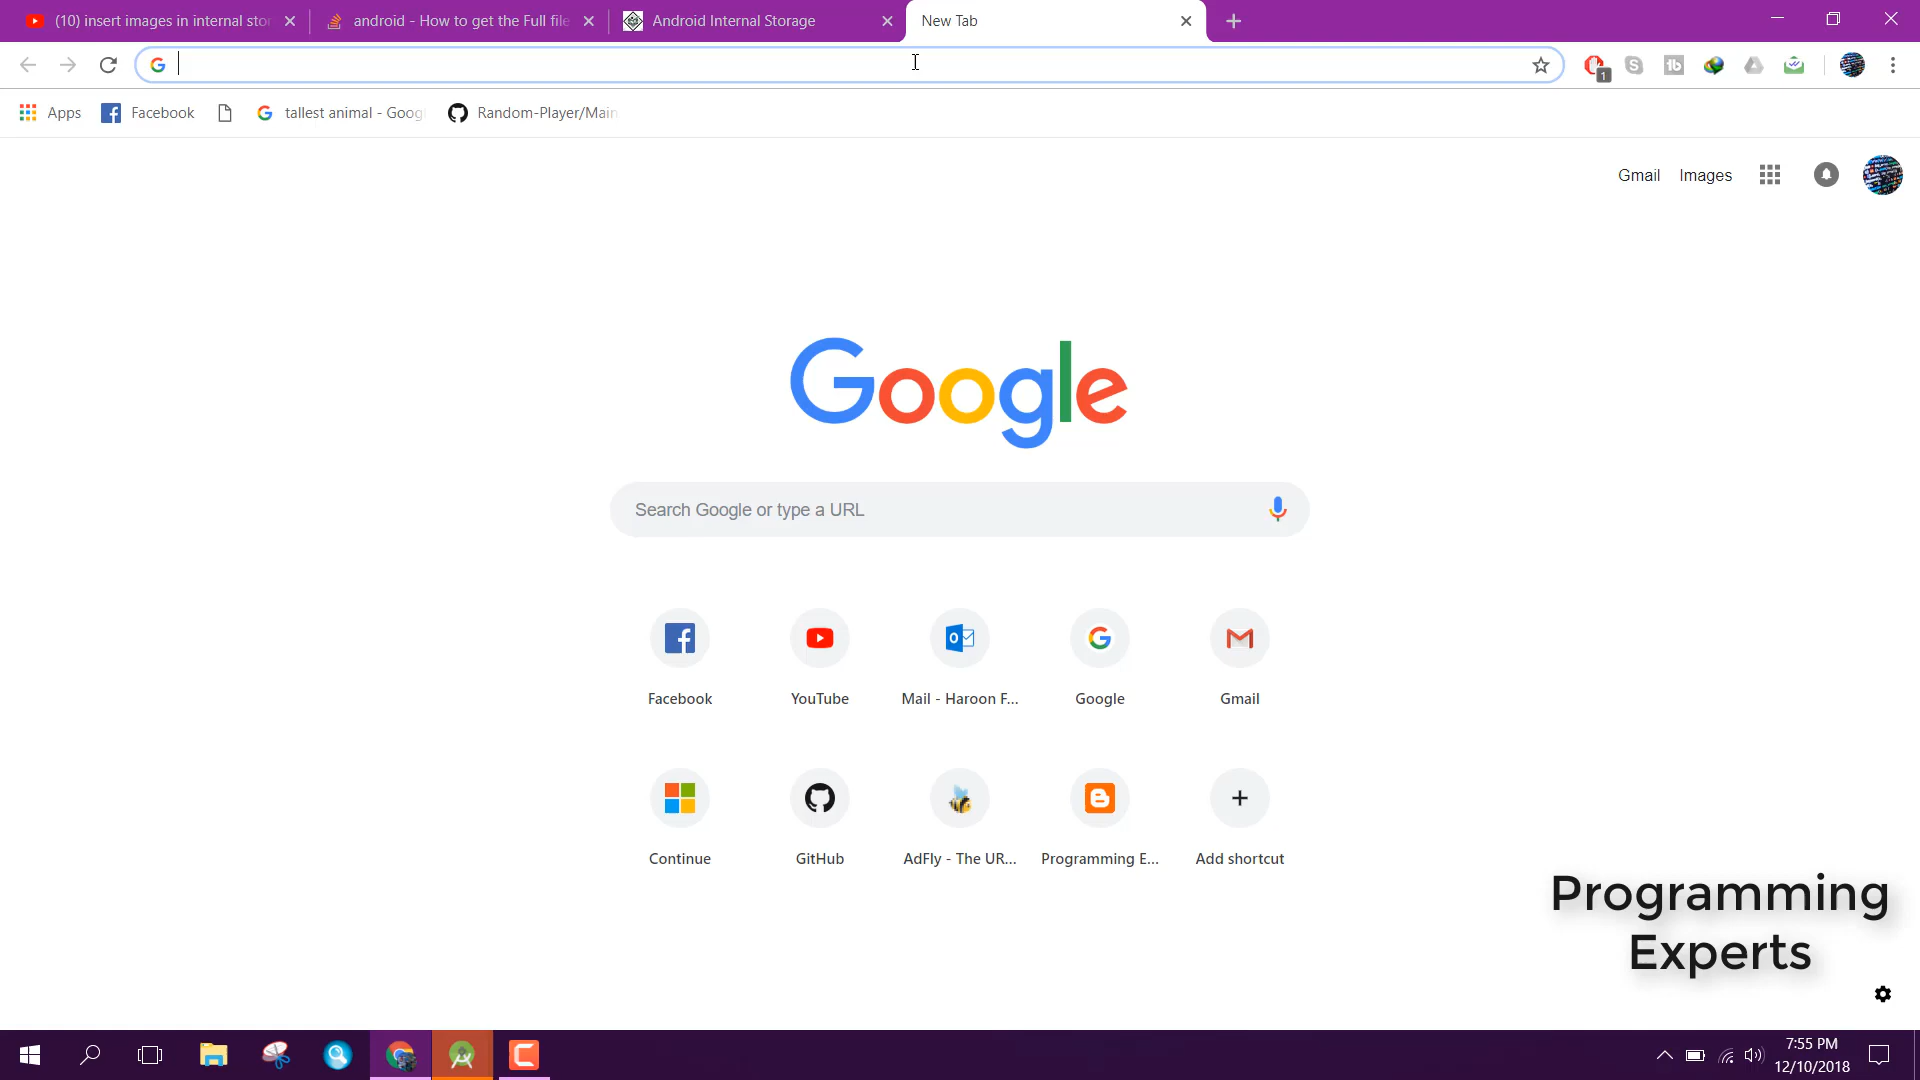 (10) insert images in internal sto
android - How to get the Full file
Android Internal Storage
New Tab
1
Apps
Facebook
tallest animal - Goog
Random-Player/Main
Gmail
Images
Google
Search Google or type a URL
Facebook
YouTube
Mail - Haroon F...
Google
Gmail
Continue
GitHub
AdFly - The UR...
Programming E...
Add shortcut
Programming
Experts
7:55 PM
12/10/2018